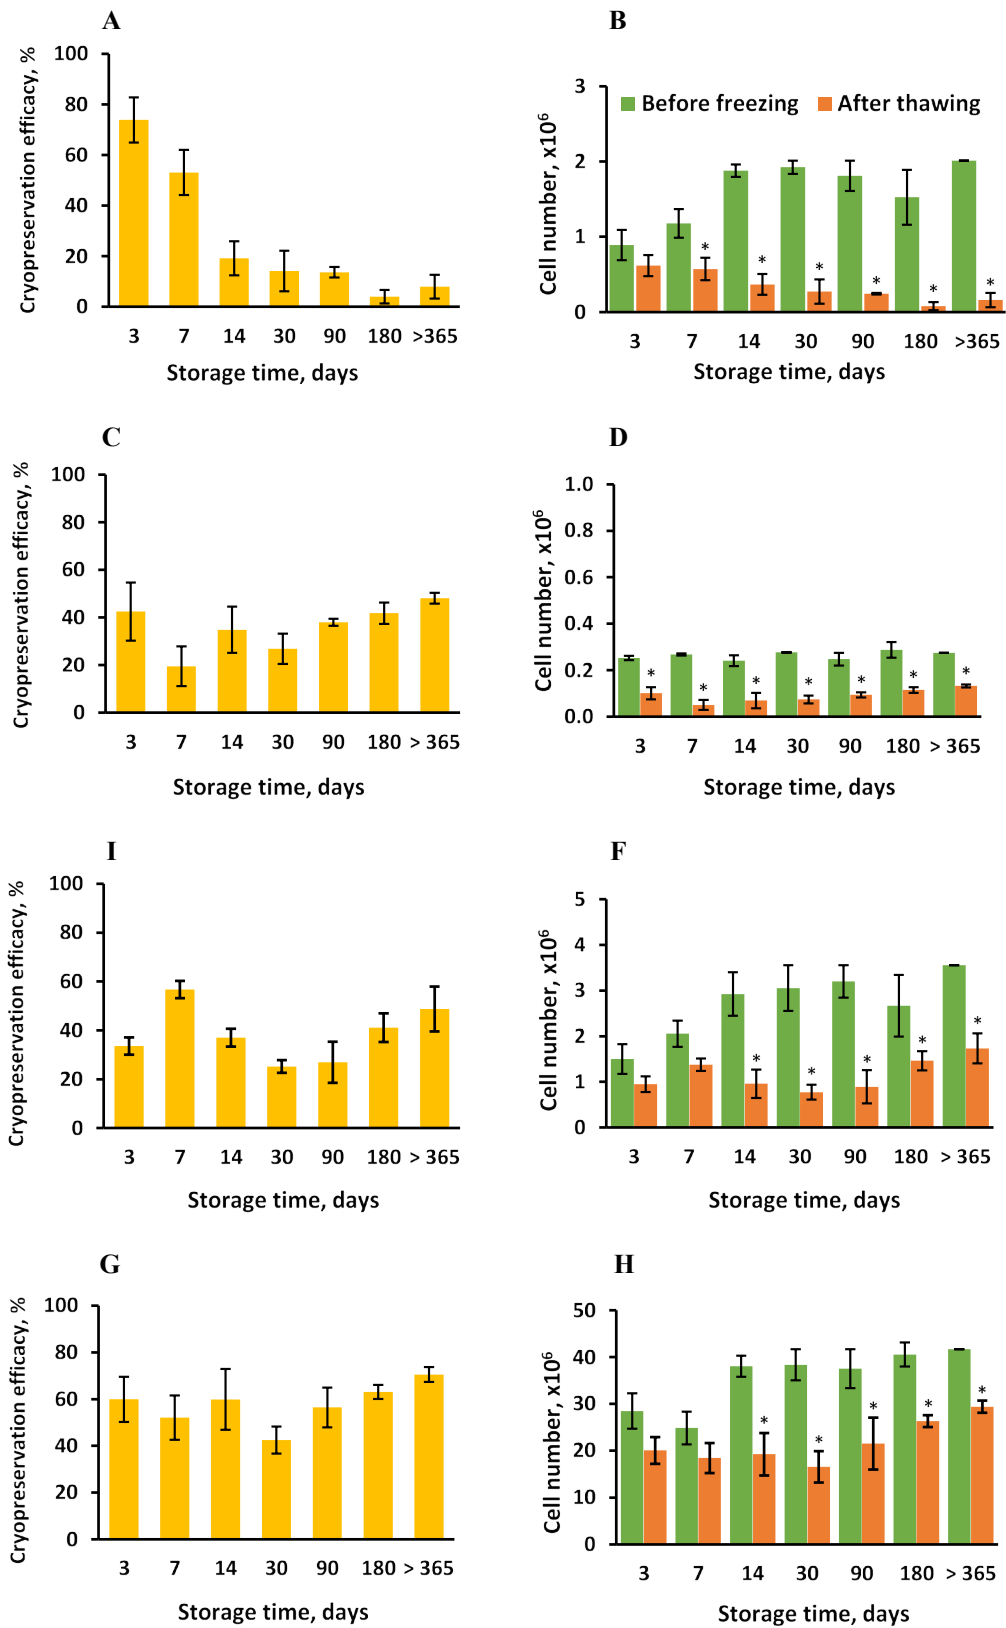 A
Cryopreservation efficacy, %
100
80
60
40
20
0
3 7 14 30 90 180 >365
Storage time, days
B
Cell number, x10⁶
Before freezing After thawing
3
2
1
0
* * * * * *
3 7 14 30 90 180 >365
Storage time, days
C
Cryopreservation efficacy, %
100
80
60
40
20
0
3 7 14 30 90 180 > 365
Storage time, days
D
Cell number, x10⁶
1.0
0.8
0.6
0.4
0.2
0.0
* * * * * * *
3 7 14 30 90 180 > 365
Storage time, days
I
Cryopreservation efficacy, %
100
80
60
40
20
0
3 7 14 30 90 180 > 365
Storage time, days
F
Cell number, x10⁶
5
4
3
2
1
0
* * * * *
3 7 14 30 90 180 > 365
Storage time, days
G
Cryopreservation efficacy, %
100
80
60
40
20
0
3 7 14 30 90 180 > 365
Storage time, days
H
Cell number, x10⁶
50
40
30
20
10
0
* * * * *
3 7 14 30 90 180 > 365
Storage time, days